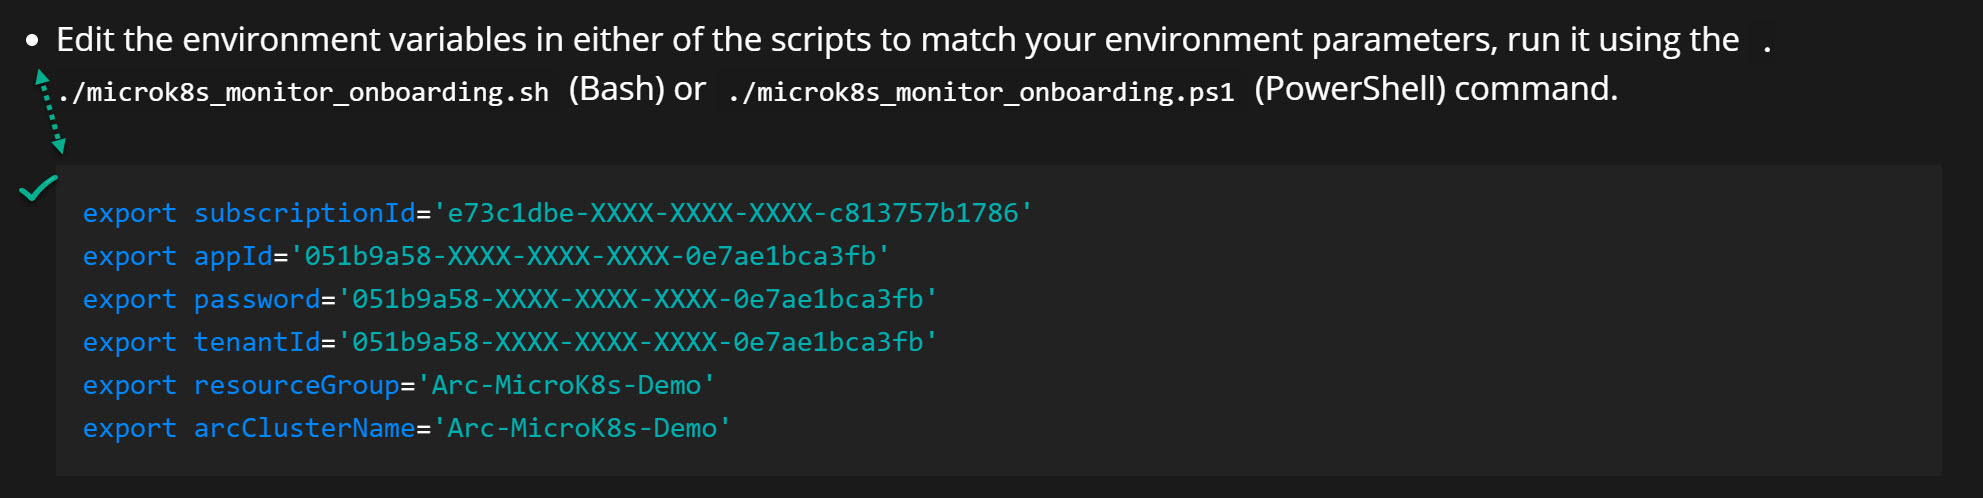 Edit the environment variables in either of the scripts to match your environment parameters, run it using the .
./microk8s_monitor_onboarding.sh (Bash) or ./microk8s_monitor_onboarding.ps1 (PowerShell) command.
export subscriptionId='e73c1dbe-XXXX-XXXX-XXXX-c813757b1786'
export appId='051b9a58-XXXX-XXXX-XXXX-0e7ae1bca3fb'
export password='051b9a58-XXXX-XXXX-XXXX-0e7ae1bca3fb'
export tenantId='051b9a58-XXXX-XXXX-XXXX-0e7ae1bca3fb'
export resourceGroup='Arc-MicroK8s-Demo'
export arcClusterName='Arc-MicroK8s-Demo'